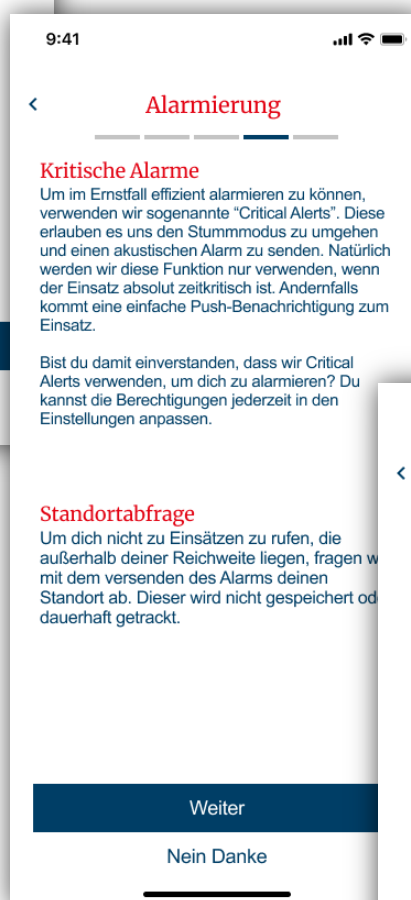 9:41
Alarmierung
Kritische Alarme
Um im Ernstfall effizient alarmieren zu können,
verwenden wir sogenannte “Critical Alerts”. Diese
erlauben es uns den Stummmodus zu umgehen
und einen akustischen Alarm zu senden. Natürlich
werden wir diese Funktion nur verwenden, wenn
der Einsatz absolut zeitkritisch ist. Andernfalls
kommt eine einfache Push-Benachrichtigung zum
Einsatz.
Bist du damit einverstanden, dass wir Critical
Alerts verwenden, um dich zu alarmieren? Du
kannst die Berechtigungen jederzeit in den
Einstellungen anpassen.
Standortabfrage
Um dich nicht zu Einsätzen zu rufen, die
außerhalb deiner Reichweite liegen, fragen
mit dem versenden des Alarms deinen
Standort ab. Dieser wird nicht gespeichert
dauerhaft getrackt.
Weiter
Nein Danke